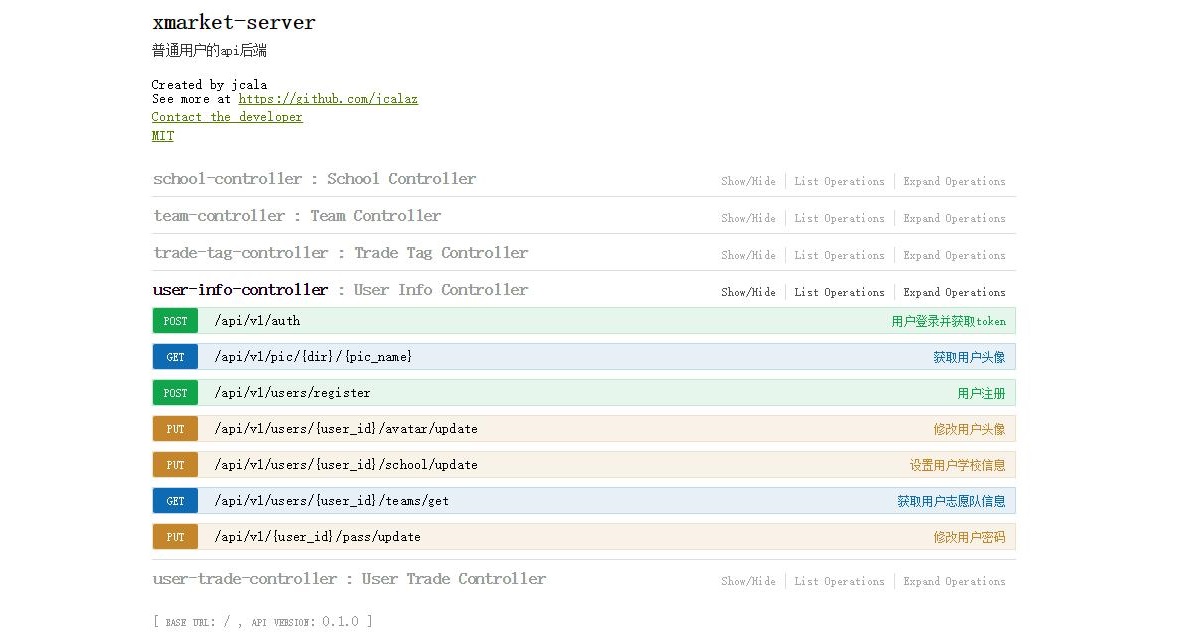 xmarket-server
普通用户的api后端
Created by jcala
See more at https://github.com/jcalaz
Contact the developer
MIT
school-controller : School Controller Show/Hide List Operations Expand Operations
team-controller : Team Controller Show/Hide List Operations Expand Operations
trade-tag-controller : Trade Tag Controller Show/Hide List Operations Expand Operations
user-info-controller : User Info Controller Show/Hide List Operations Expand Operations
POST /api/v1/auth 用户登录并获取token
GET /api/v1/pic/{dir}/{pic_name} 获取用户头像
POST /api/v1/users/register 用户注册
PUT /api/v1/users/{user_id}/avatar/update 修改用户头像
PUT /api/v1/users/{user_id}/school/update 设置用户学校信息
GET /api/v1/users/{user_id}/teams/get 获取用户志愿队信息
PUT /api/v1/{user_id}/pass/update 修改用户密码
user-trade-controller : User Trade Controller Show/Hide List Operations Expand Operations
[ BASE URL: / , API VERSION: 0.1.0 ]